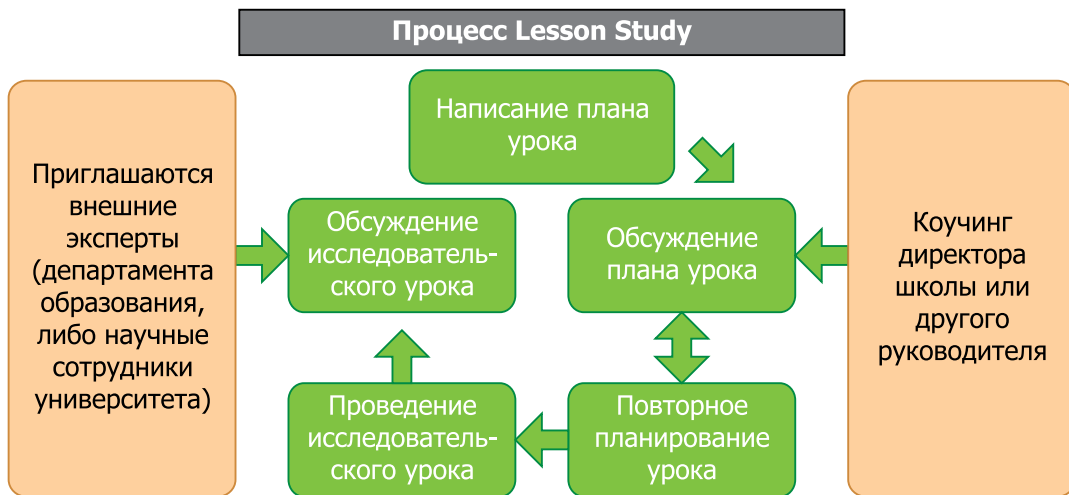 Процесс Lesson Study
Написание плана
урока
Приглашаются
внешние
эксперты
(департамента
образования,
либо научные
сотрудники
университета)
Обсуждение
исследователь-
ского урока
Обсуждение
плана урока
Коучинг
директора
школы или
другого
руководителя
Проведение
исследователь-
ского урока
Повторное
планирование
урока